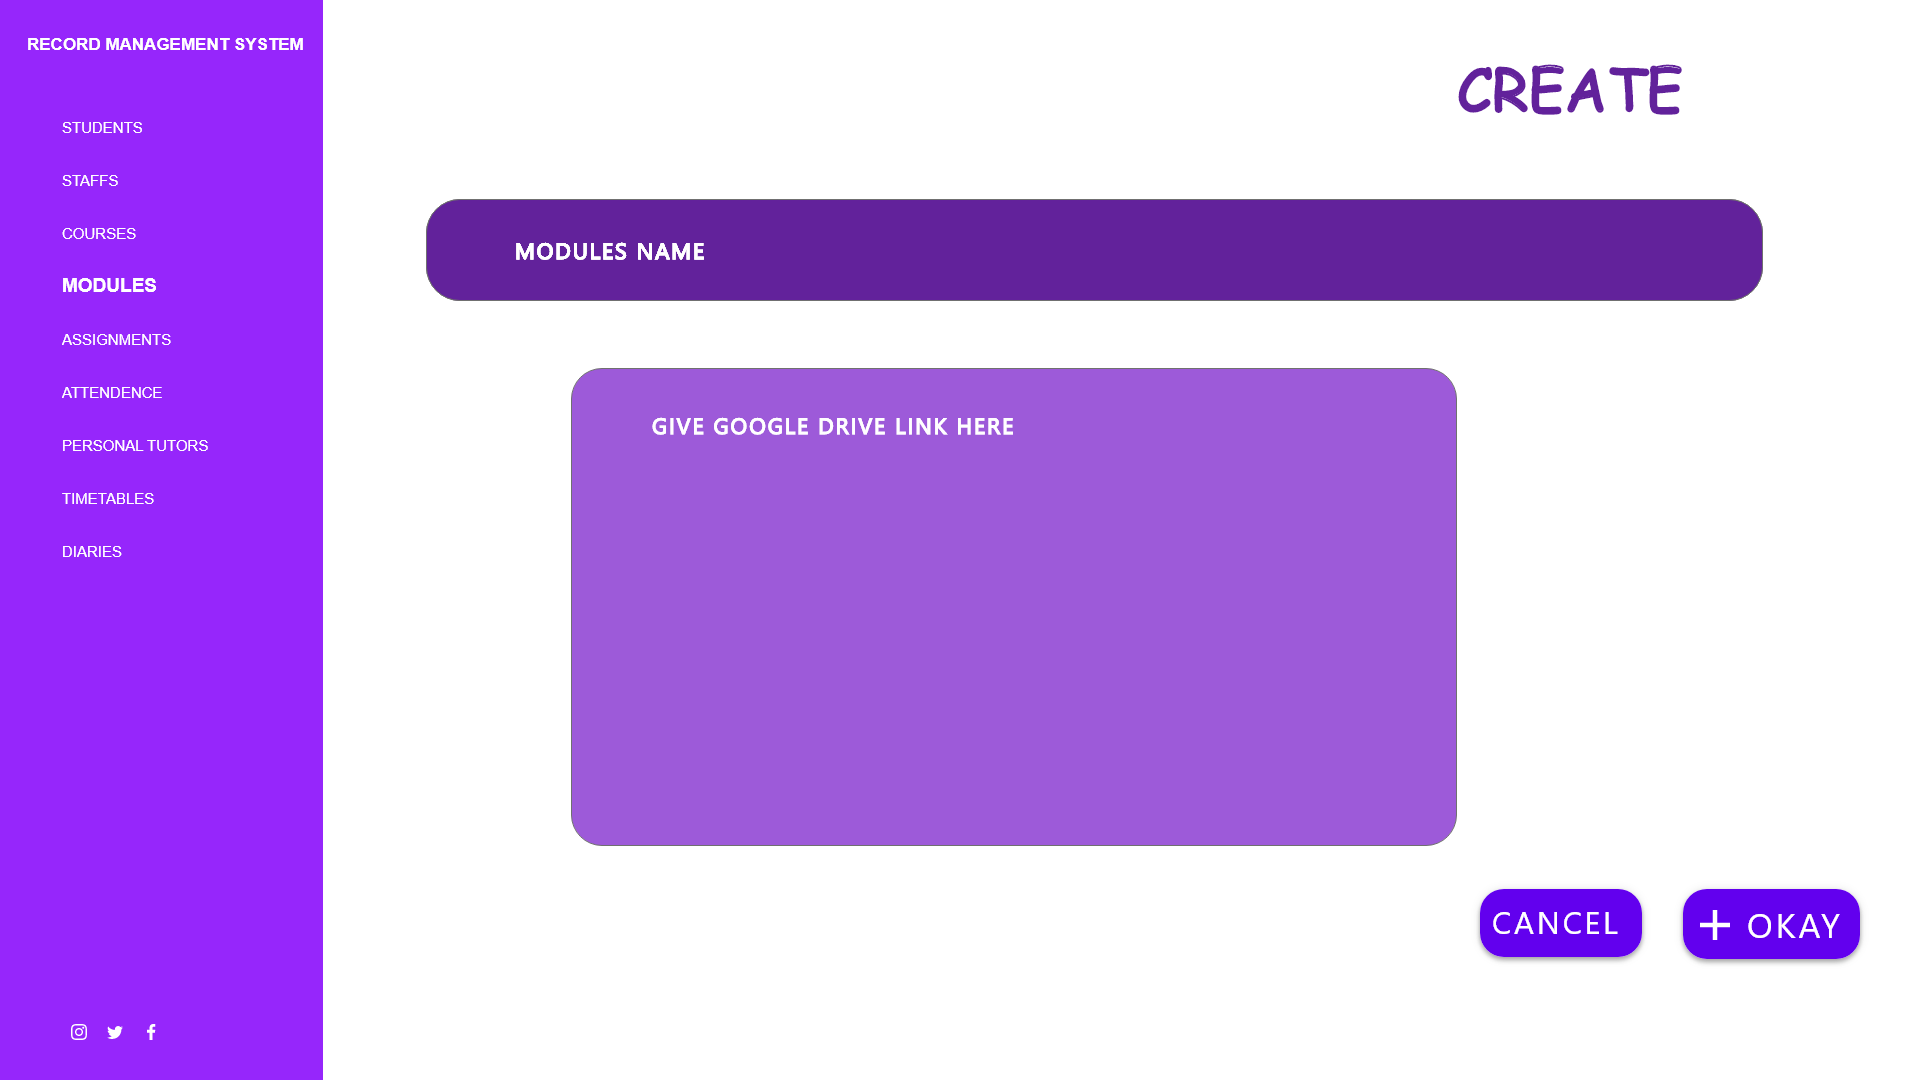 RECORD MANAGEMENT SYSTEM
STUDENTS
STAFFS
COURSES
MODULES
ASSIGNMENTS
ATTENDENCE
PERSONAL TUTORS
TIMETABLES
DIARIES
CREATE
MODULES NAME
GIVE GOOGLE DRIVE LINK HERE
CANCEL
+ OKAY